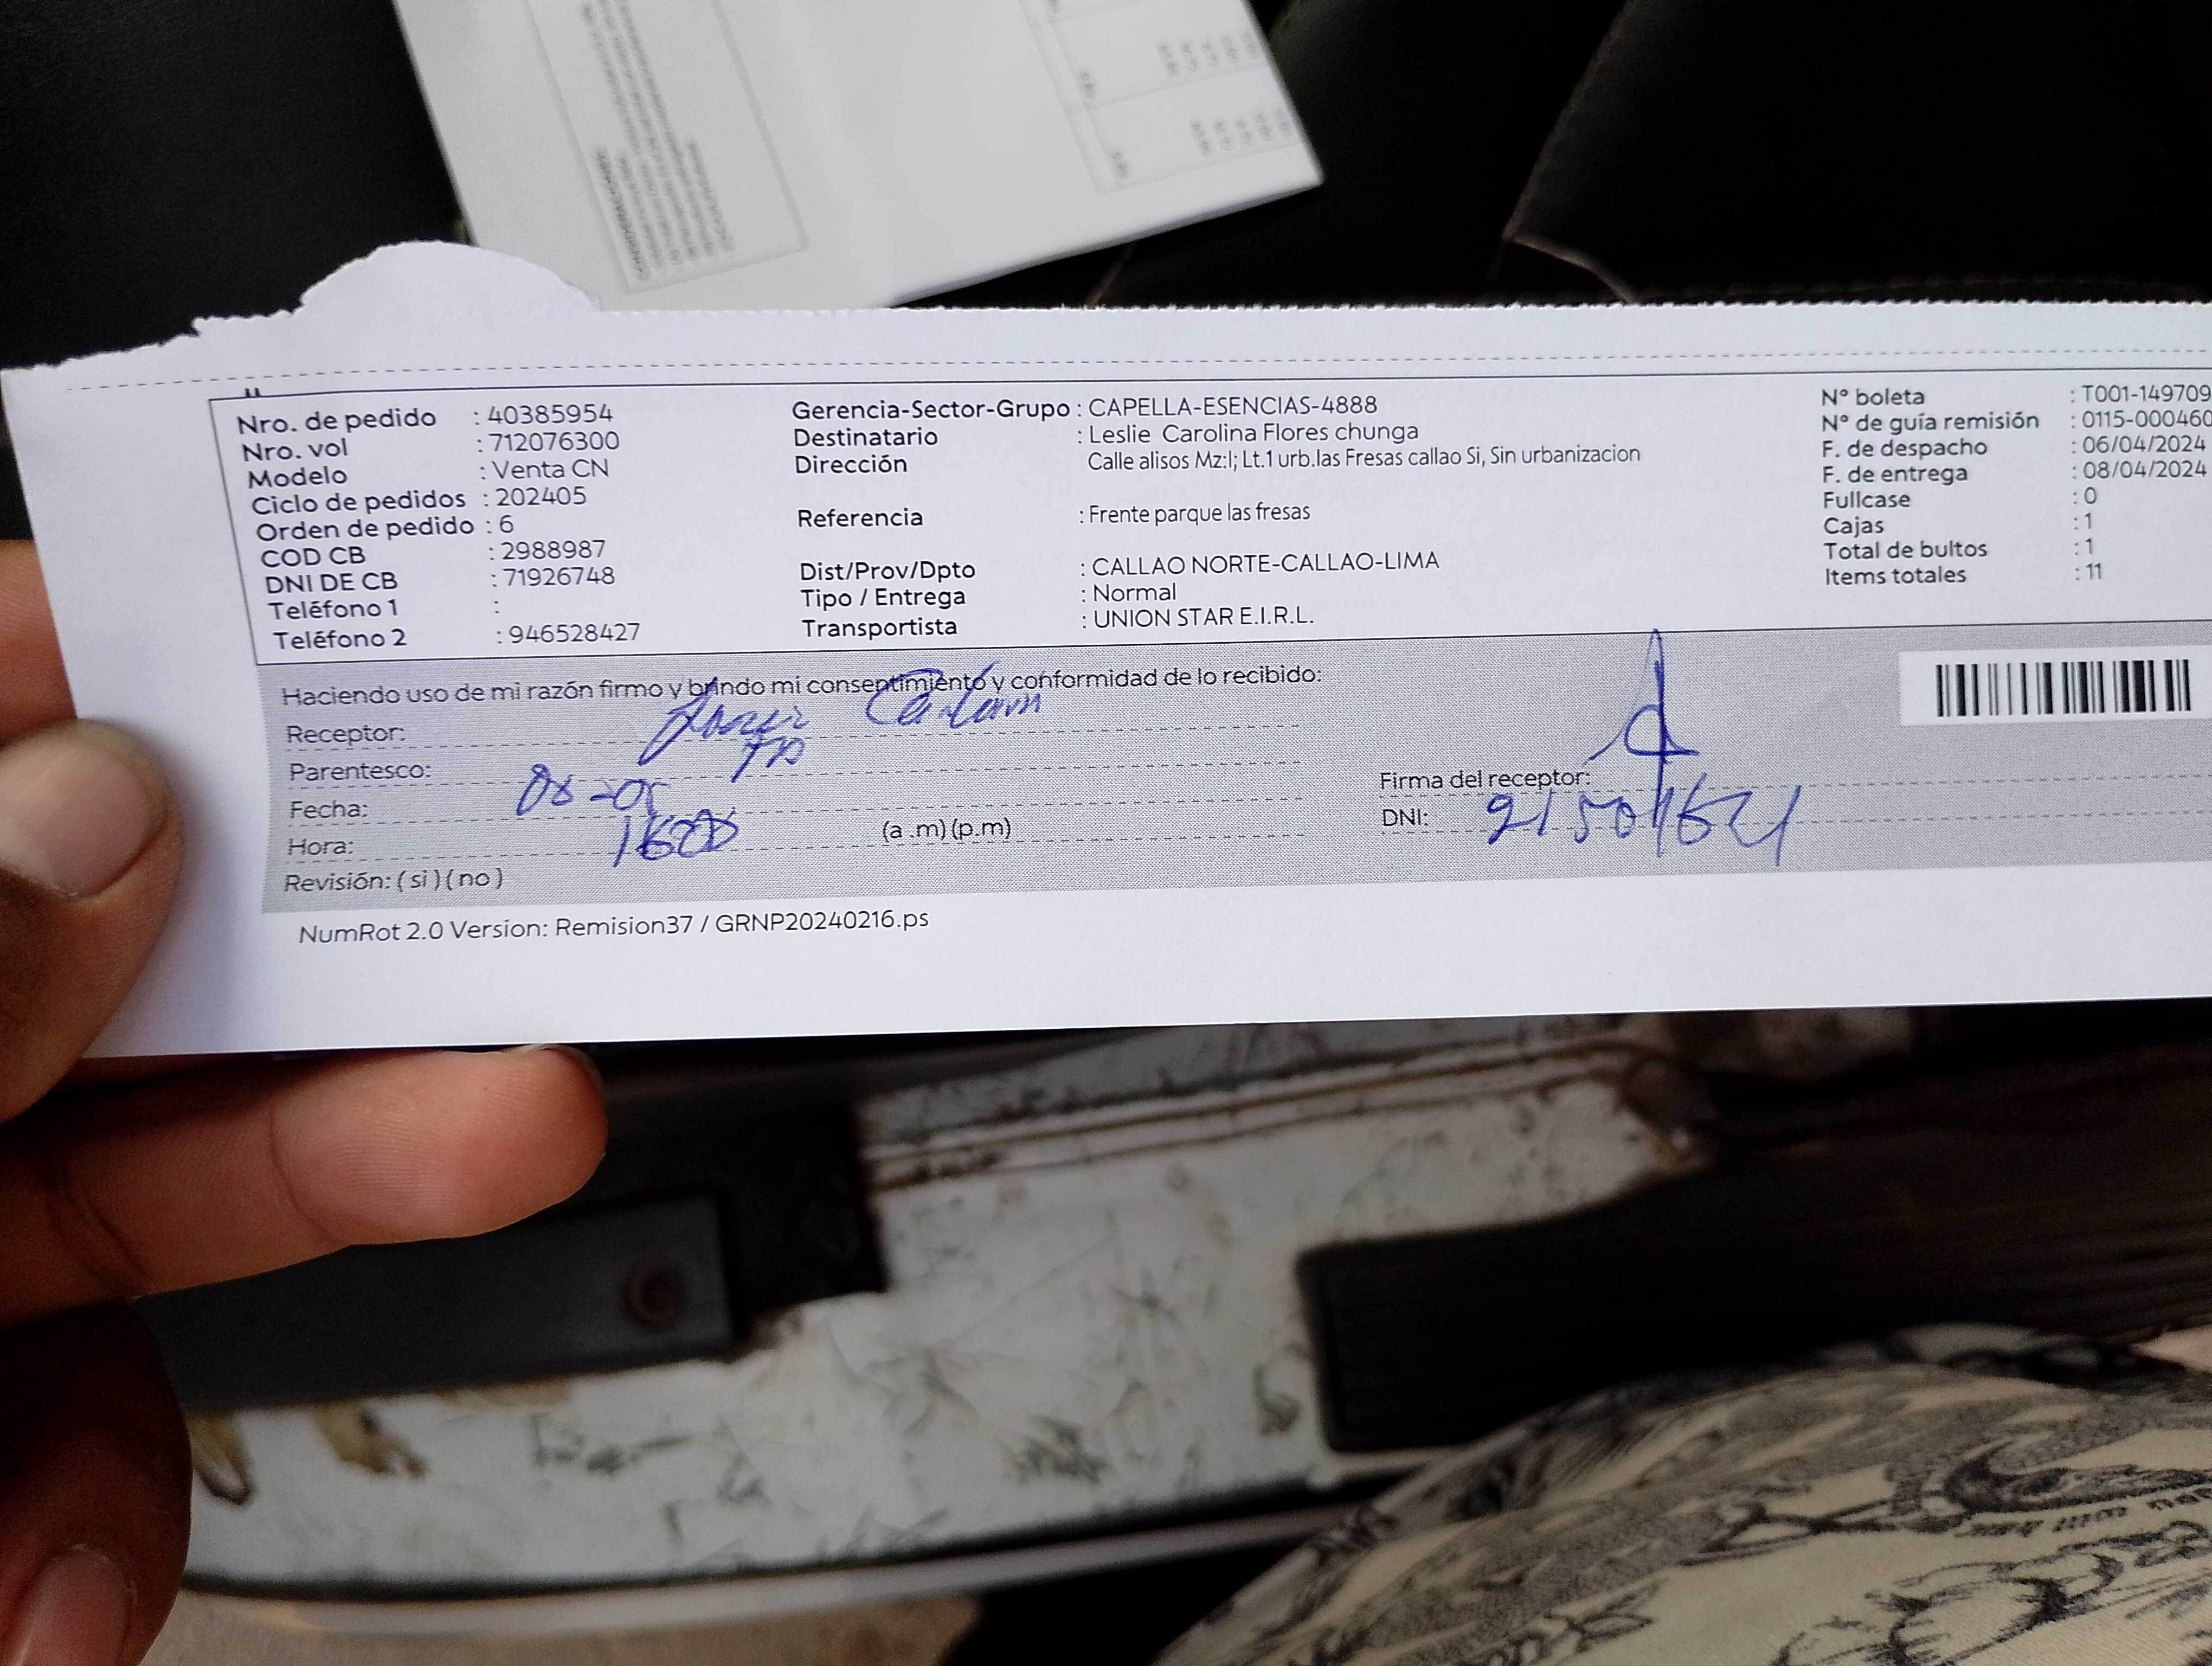 Nro. de pedido : 40385954
Nro. vol : 712076300
Modelo : Venta CN
Ciclo de pedidos : 202405
Orden de pedido : 6
COD CB : 2988987
DNI DE CB : 71926748
Teléfono 1 :
Teléfono 2 : 946528427
Gerencia-Sector-Grupo : CAPELLA-ESENCIAS-4888
Destinatario : Leslie Carolina Flores chunga
Dirección Calle alisos Mz:I; Lt.1 urb.las Fresas callao Si, Sin urbanizacion
Referencia : Frente parque las fresas
Dist/Prov/Dpto : CALLAO NORTE-CALLAO-LIMA
Tipo / Entrega : Normal
Transportista : UNION STAR E.I.R.L.
N° boleta : T001-149709
N° de guía remisión : 0115-000460
F. de despacho : 06/04/2024
F. de entrega : 08/04/2024
Fullcase : 0
Cajas : 1
Total de bultos : 1
Items totales : 11
Haciendo uso de mi razón firmo y brindo mi consentimiento y conformidad de lo recibido:
Receptor:
Parentesco:
Fecha:
Hora: (a .m) (p.m)
Revisión: ( si ) ( no )
Firma del receptor:
DNI:
NumRot 2.0 Version: Remision37 / GRNP20240216.ps